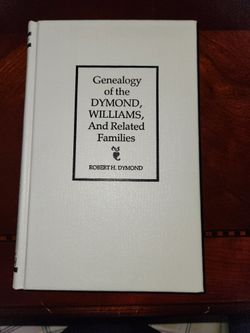 Genealogy
of the
DYMOND,
WILLIAMS,
And Related
Families
ROBERT H. DYMOND